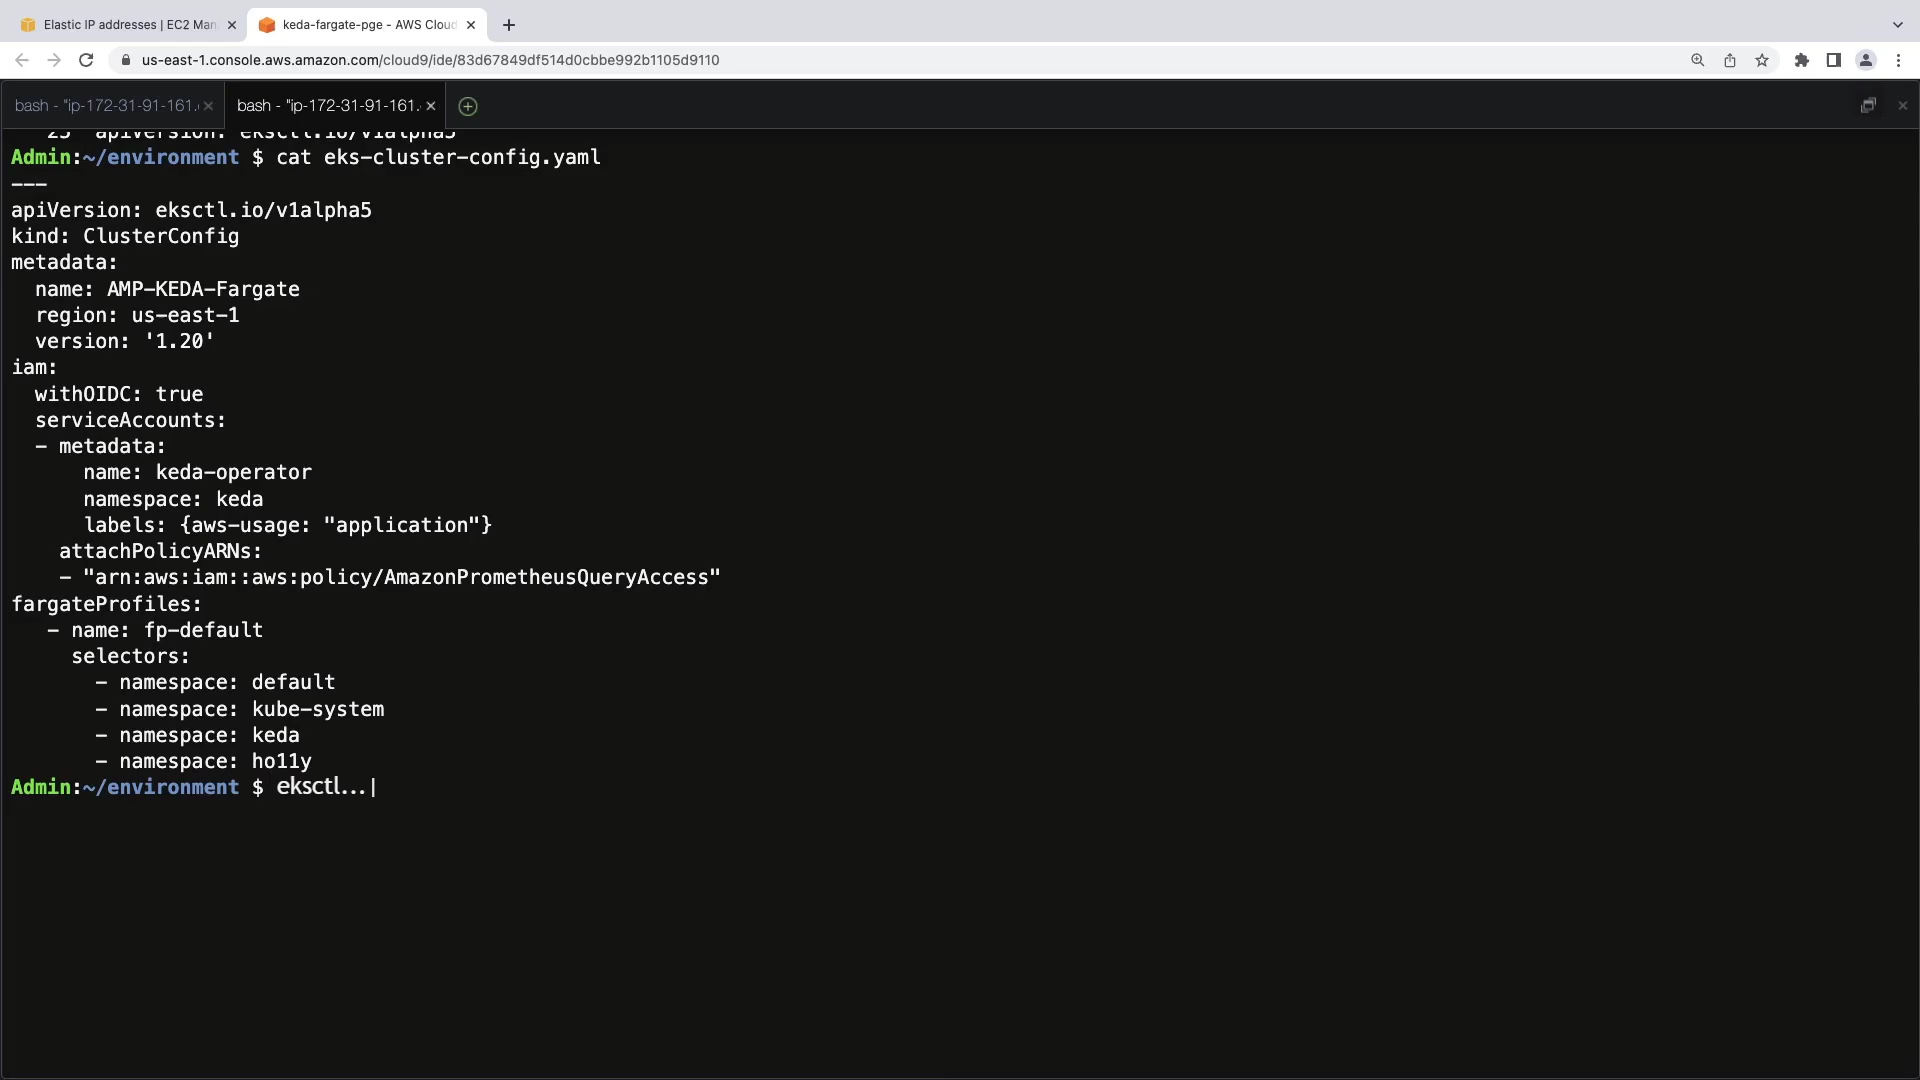 Elastic IP addresses | EC2 Man
keda-fargate-pge - AWS Cloud
us-east-1.console.aws.amazon.com/cloud9/ide/83d67849df514d0cbbe992b1105d9110
bash - "ip-172-31-91-161.
bash - "ip-172-31-91-161.
23 apiVersion: eksctl.io/v1alpha5
Admin:~/environment $ cat eks-cluster-config.yaml
---
apiVersion: eksctl.io/v1alpha5
kind: ClusterConfig
metadata:
  name: AMP-KEDA-Fargate
  region: us-east-1
  version: '1.20'
iam:
  withOIDC: true
  serviceAccounts:
  - metadata:
      name: keda-operator
      namespace: keda
      labels: {aws-usage: "application"}
    attachPolicyARNs:
    - "arn:aws:iam::aws:policy/AmazonPrometheusQueryAccess"
fargateProfiles:
   - name: fp-default
     selectors:
       - namespace: default
       - namespace: kube-system
       - namespace: keda
       - namespace: ho11y
Admin:~/environment $ eksctl...